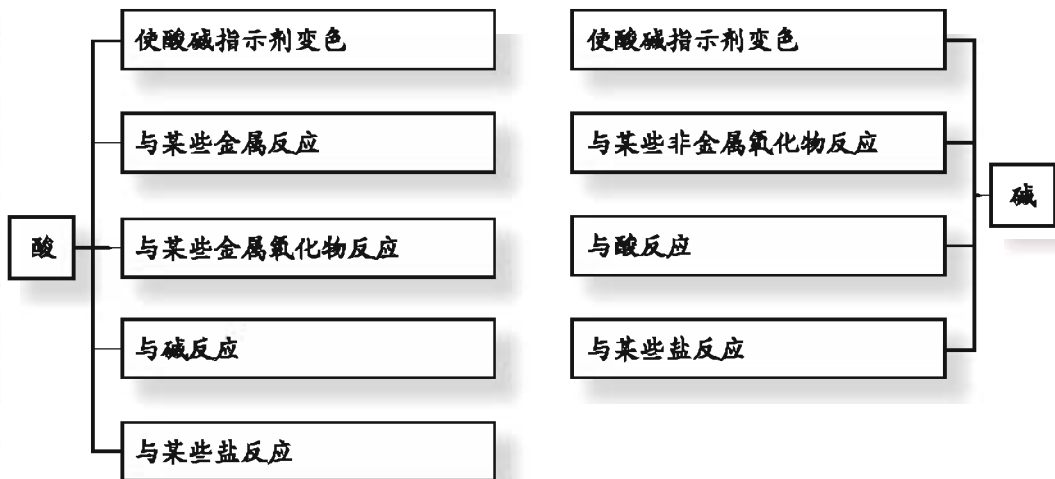 酸
使酸碱指示剂变色
与某些金属反应
与某些金属氧化物反应
与碱反应
与某些盐反应
使酸碱指示剂变色
与某些非金属氧化物反应
与酸反应
与某些盐反应
碱